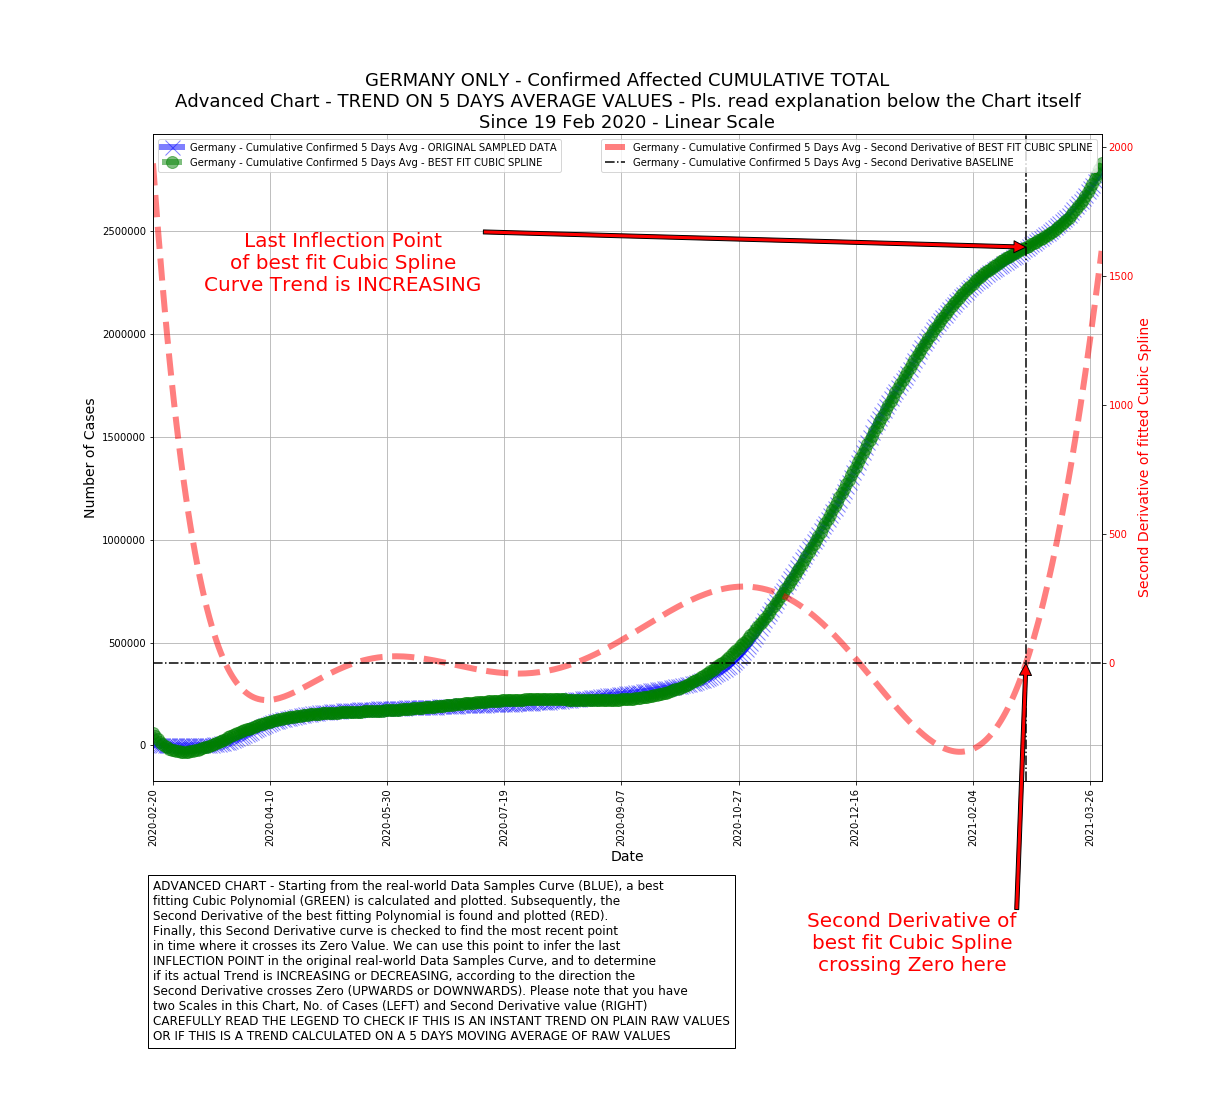 GERMANY ONLY - Confirmed Affected CUMULATIVE TOTAL
Advanced Chart - TREND ON 5 DAYS AVERAGE VALUES - Pls. read explanation below the Chart itself
Since 19 Feb 2020 - Linear Scale
Germany - Cumulative Confirmed 5 Days Avg - ORIGINAL SAMPLED DATA
Germany - Cumulative Confirmed 5 Days Avg - BEST FIT CUBIC SPLINE
Germany - Cumulative Confirmed 5 Days Avg - Second Derivative of BEST FIT CUBIC SPLINE
Germany - Cumulative Confirmed 5 Days Avg - Second Derivative BASELINE
Last Inflection Point
of best fit Cubic Spline
Curve Trend is INCREASING
Number of Cases
2500000
2000000
1500000
1000000
500000
0
2000
1500
1000
500
0
Second Derivative of fitted Cubic Spline
2020-02-20
2020-04-10
2020-05-30
2020-07-19
2020-09-07
2020-10-27
2020-12-16
2021-02-04
2021-03-26
Date
ADVANCED CHART - Starting from the real-world Data Samples Curve (BLUE), a best
fitting Cubic Polynomial (GREEN) is calculated and plotted. Subsequently, the
Second Derivative of the best fitting Polynomial is found and plotted (RED).
Finally, this Second Derivative curve is checked to find the most recent point
in time where it crosses its Zero Value. We can use this point to infer the last
INFLECTION POINT in the original real-world Data Samples Curve, and to determine
if its actual Trend is INCREASING or DECREASING, according to the direction the
Second Derivative crosses Zero (UPWARDS or DOWNWARDS). Please note that you have
two Scales in this Chart, No. of Cases (LEFT) and Second Derivative value (RIGHT)
CAREFULLY READ THE LEGEND TO CHECK IF THIS IS AN INSTANT TREND ON PLAIN RAW VALUES
OR IF THIS IS A TREND CALCULATED ON A 5 DAYS MOVING AVERAGE OF RAW VALUES
Second Derivative of
best fit Cubic Spline
crossing Zero here